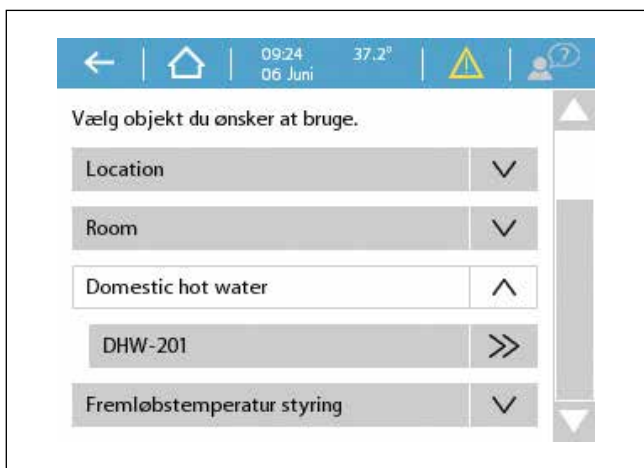 09:24 37.2°
06 Juni
?
Vælg objekt du ønsker at bruge.
Location
Room
Domestic hot water
DHW-201
Fremløbstemperatur styring